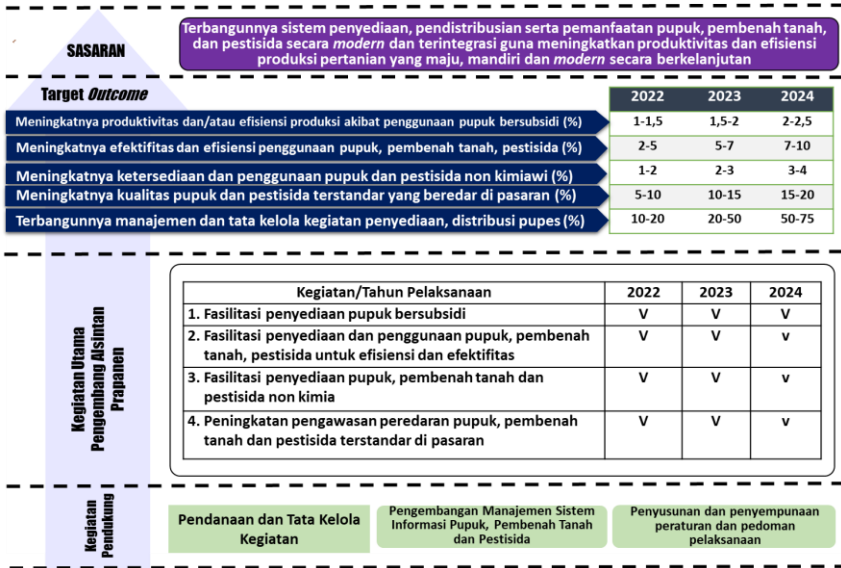 SASARAN
Terbangunnya sistem penyediaan, pendistribusian serta pemanfaatan pupuk, pembenah tanah,
dan pestisida secara modern dan terintegrasi guna meningkatkan produktivitas dan efisiensi
produksi pertanian yang maju, mandiri dan modern secara berkelanjutan
Target Outcome
2022 2023 2024
Meningkatnya produktivitas dan/atau efisiensi produksi akibat penggunaan pupuk bersubsidi (%) 1-1,5 1,5-2 2-2,5
Meningkatnya efektifitas dan efisiensi penggunaan pupuk, pembenah tanah, pestisida (%) 2-5 5-7 7-10
Meningkatnya ketersediaan dan penggunaan pupuk dan pestisida non kimiawi (%) 1-2 2-3 3-4
Meningkatnya kualitas pupuk dan pestisida terstandar yang beredar di pasaran (%) 5-10 10-15 15-20
Terbangunnya manajemen dan tata kelola kegiatan penyediaan, distribusi pupes (%) 10-20 20-50 50-75
Kegiatan Utama
Pengembang Alsintan
Prapanen
Kegiatan/Tahun Pelaksanaan 2022 2023 2024
1. Fasilitasi penyediaan pupuk bersubsidi V V V
2. Fasilitasi penyediaan dan penggunaan pupuk, pembenah V V v
tanah, pestisida untuk efisiensi dan efektifitas
3. Fasilitasi penyediaan pupuk, pembenah tanah dan V V v
pestisida non kimia
4. Peningkatan pengawasan peredaran pupuk, pembenah V V v
tanah dan pestisida terstandar di pasaran
Kegiatan
Pendukung
Pendanaan dan Tata Kelola
Kegiatan
Pengembangan Manajemen Sistem
Informasi Pupuk, Pembenah Tanah
dan Pestisida
Penyusunan dan penyempunaan
peraturan dan pedoman
pelaksanaan